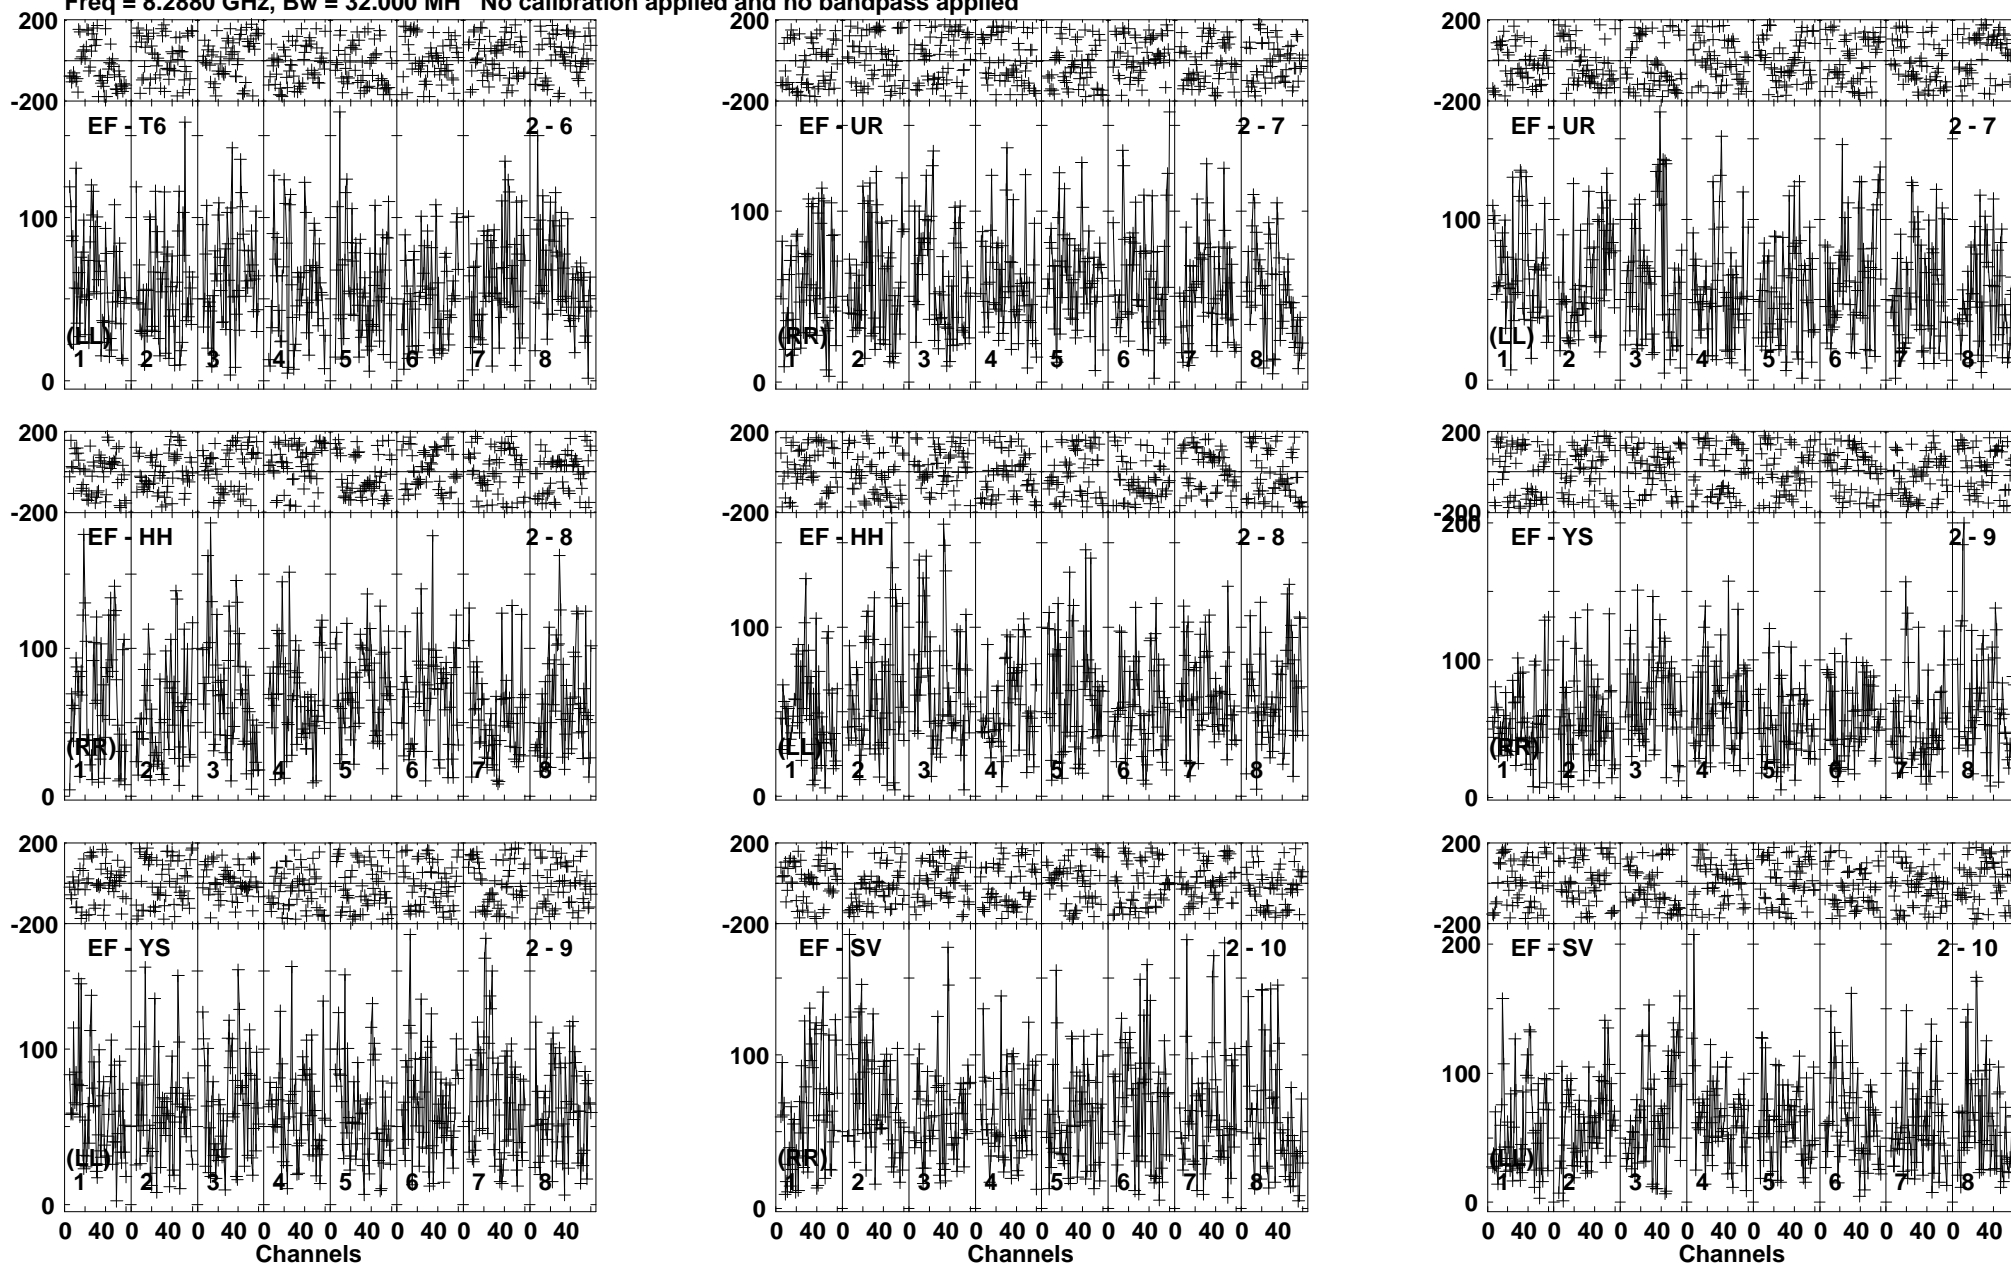 Freq = 8.2880 GHz, Bw = 32.000 MH No calibration applied and no bandpass applied
200 200 200
-200 -200 -200
EF - T6 2 - 6 EF - UR 2 - 7 EF - UR 2 - 7
100 100 100
(LL) (RR) (LL)
1 2 3 4 5 6 7 8 1 2 3 4 5 6 7 8 1 2 3 4 5 6 7 8
0 0 0
200 200 200
-200 -200 -200
200
EF - HH 2 - 8 EF - HH 2 - 8 EF - YS 2 - 9
100 100 100
(RR) (LL) (RR)
1 2 3 4 5 6 7 8 1 2 3 4 5 6 7 8 1 2 3 4 5 6 7 8
0 0 0
200 200 200
-200 -200 -200
200
EF - YS 2 - 9 EF - SV 2 - 10 EF - SV 2 - 10
100 100 100
(LL) (RR) (LL)
1 2 3 4 5 6 7 8 1 2 3 4 5 6 7 8 1 2 3 4 5 6 7 8
0 0 0
0 40 0 40 0 40 0 40 0 40 0 40 0 40 0 40 0 40 0 40 0 40 0 40 0 40 0 40 0 40 0 40 0 40 0 40 0 40 0 40 0 40 0 40 0 40 0 40
Channels Channels Channels